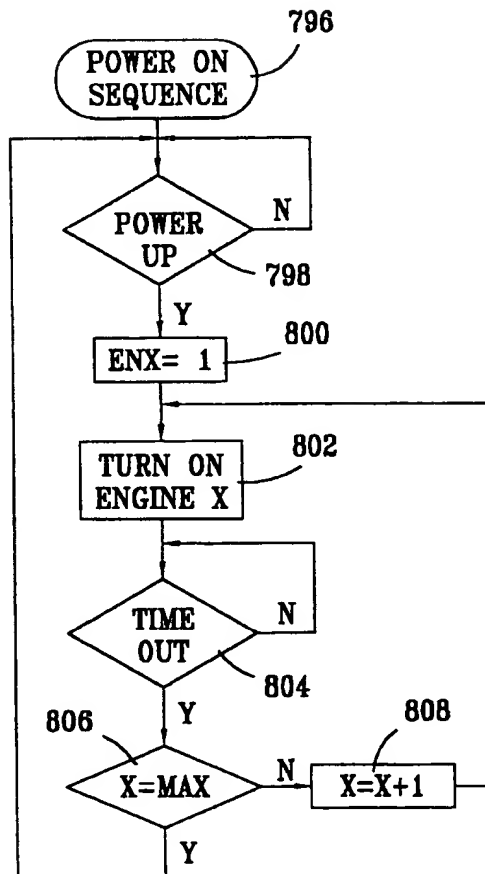 796
POWER ON
SEQUENCE
N
POWER
UP
798
Y
800
ENX= 1
802
TURN ON
ENGINE X
TIME
OUT
N
804
Y
806
808
X=MAX
N
X=X+1
Y